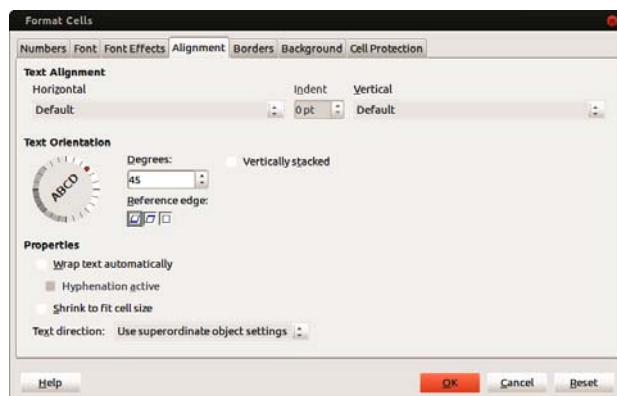 Format Cells
Numbers Font Font Effects Alignment Borders Background Cell Protection
Text Alignment
Horizontal Indent Vertical
Default 0 pt Default
Text Orientation
ABCD
Degrees:
45
Vertically stacked
Reference edge:
Properties
Wrap text automatically
Hyphenation active
Shrink to fit cell size
Text direction: Use superordinate object settings
Help OK Cancel Reset